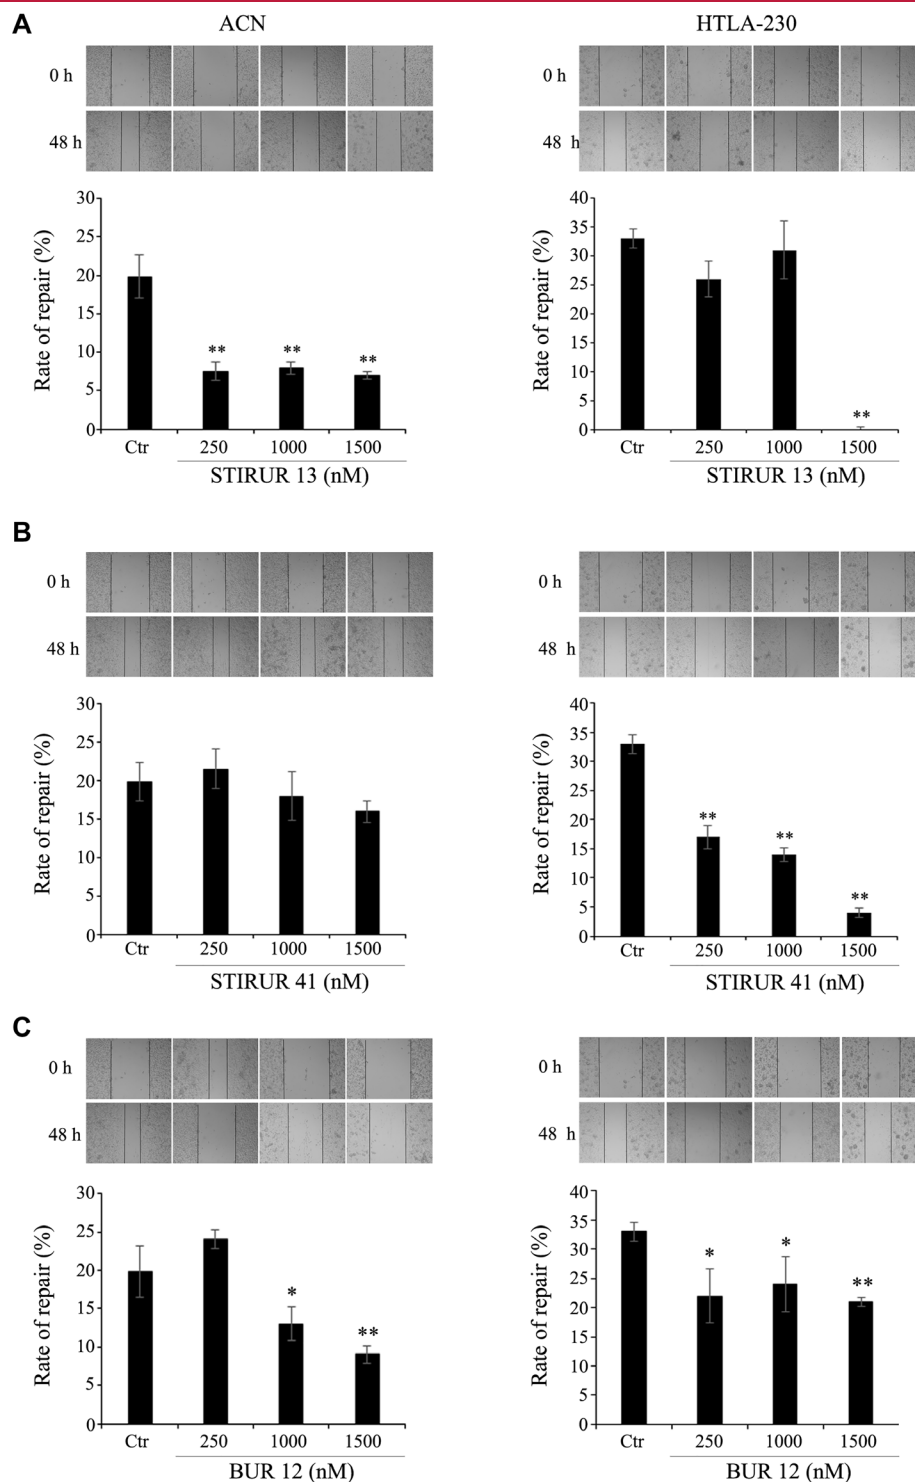 A
ACN
HTLA-230
0 h
0 h
48 h
48 h
30
25
20
15
10
5
0
Rate of repair (%)
**
**
**
Ctr
250
1000
1500
STIRUR 13 (nM)
40
35
30
25
20
15
10
5
0
Rate of repair (%)
**
Ctr
250
1000
1500
STIRUR 13 (nM)
B
0 h
0 h
48 h
48 h
30
25
20
15
10
5
0
Rate of repair (%)
Ctr
250
1000
1500
STIRUR 41 (nM)
40
35
30
25
20
15
10
5
0
Rate of repair (%)
**
**
**
Ctr
250
1000
1500
STIRUR 41 (nM)
C
0 h
0 h
48 h
48 h
30
25
20
15
10
5
0
Rate of repair (%)
*
**
Ctr
250
1000
1500
BUR 12 (nM)
40
35
30
25
20
15
10
5
0
Rate of repair (%)
*
*
**
Ctr
250
1000
1500
BUR 12 (nM)